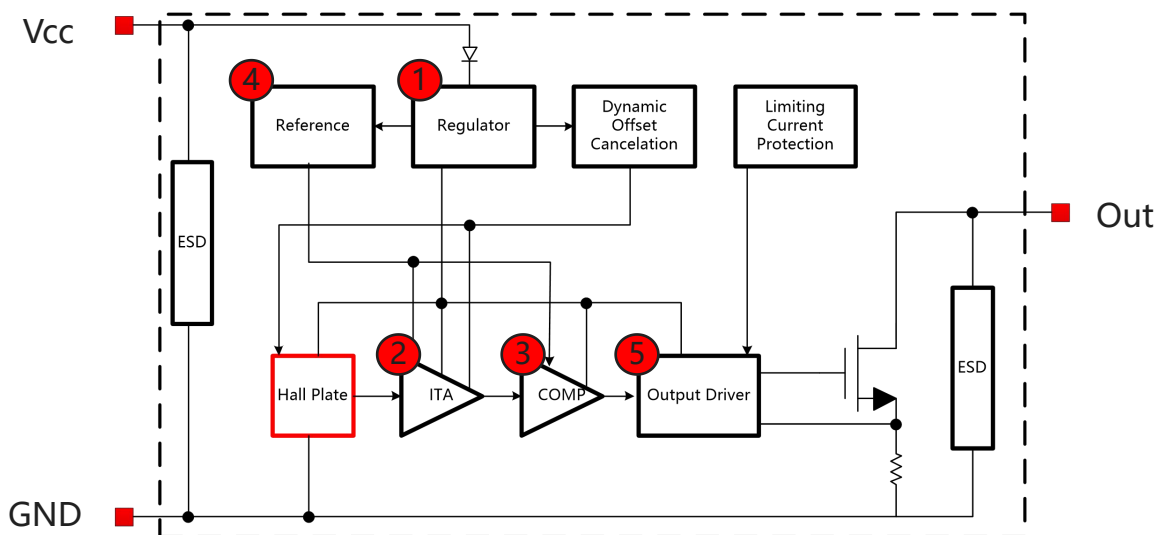 Vcc
4
1
Reference
Regulator
Dynamic
Offset
Cancelation
Limiting
Current
Protection
ESD
Out
2
3
5
Hall Plate
ITA
COMP
Output Driver
ESD
GND